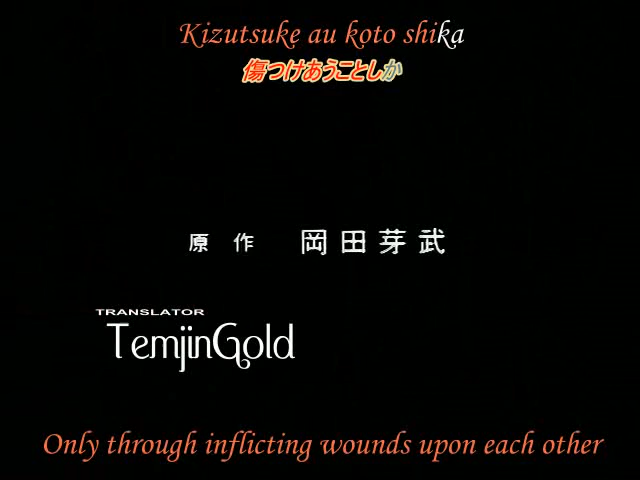 Kizutsuke au koto shika
傷つけあうことしか
原作 岡田芽武
TRANSLATOR
TemjinGold
Only through inflicting wounds upon each other